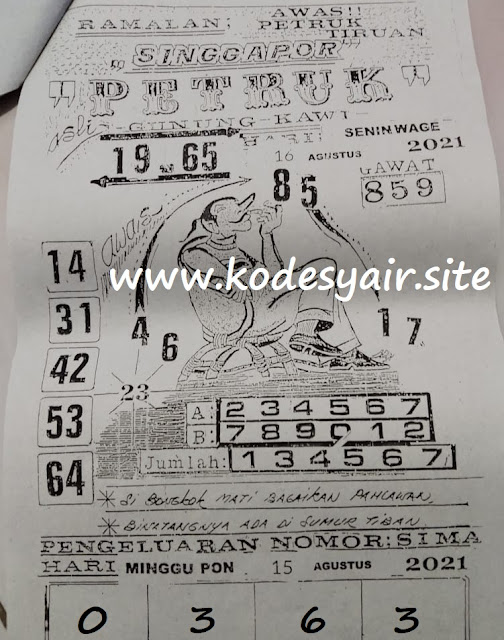 RAMALAN;
AWAS!!
PETRUK
TIRUAN
"SINGGAPOR"
"PETRUK"
asli-GUNUNG-KAWI-
HARI SENIN WAGE
16 AGUSTUS 2021
19..65
GAWAT
859
85
awas
www.kodesyair.site
14
31
42
53
64
4 6
1 7
23
A: 2 3 4 5 6 7
B: 7 8 9 0 1 2
Jumlah: 1 3 4 5 6 7
* SI BONGKOK MATI BAGAIKAN PAHLAWAN
* BINATANGNYA ADA DI SUMUR TIBAN
PENGELUARAN NOMOR; SIMA
HARI MINGGU PON 15 AGUSTUS 2021
0 3 6 3